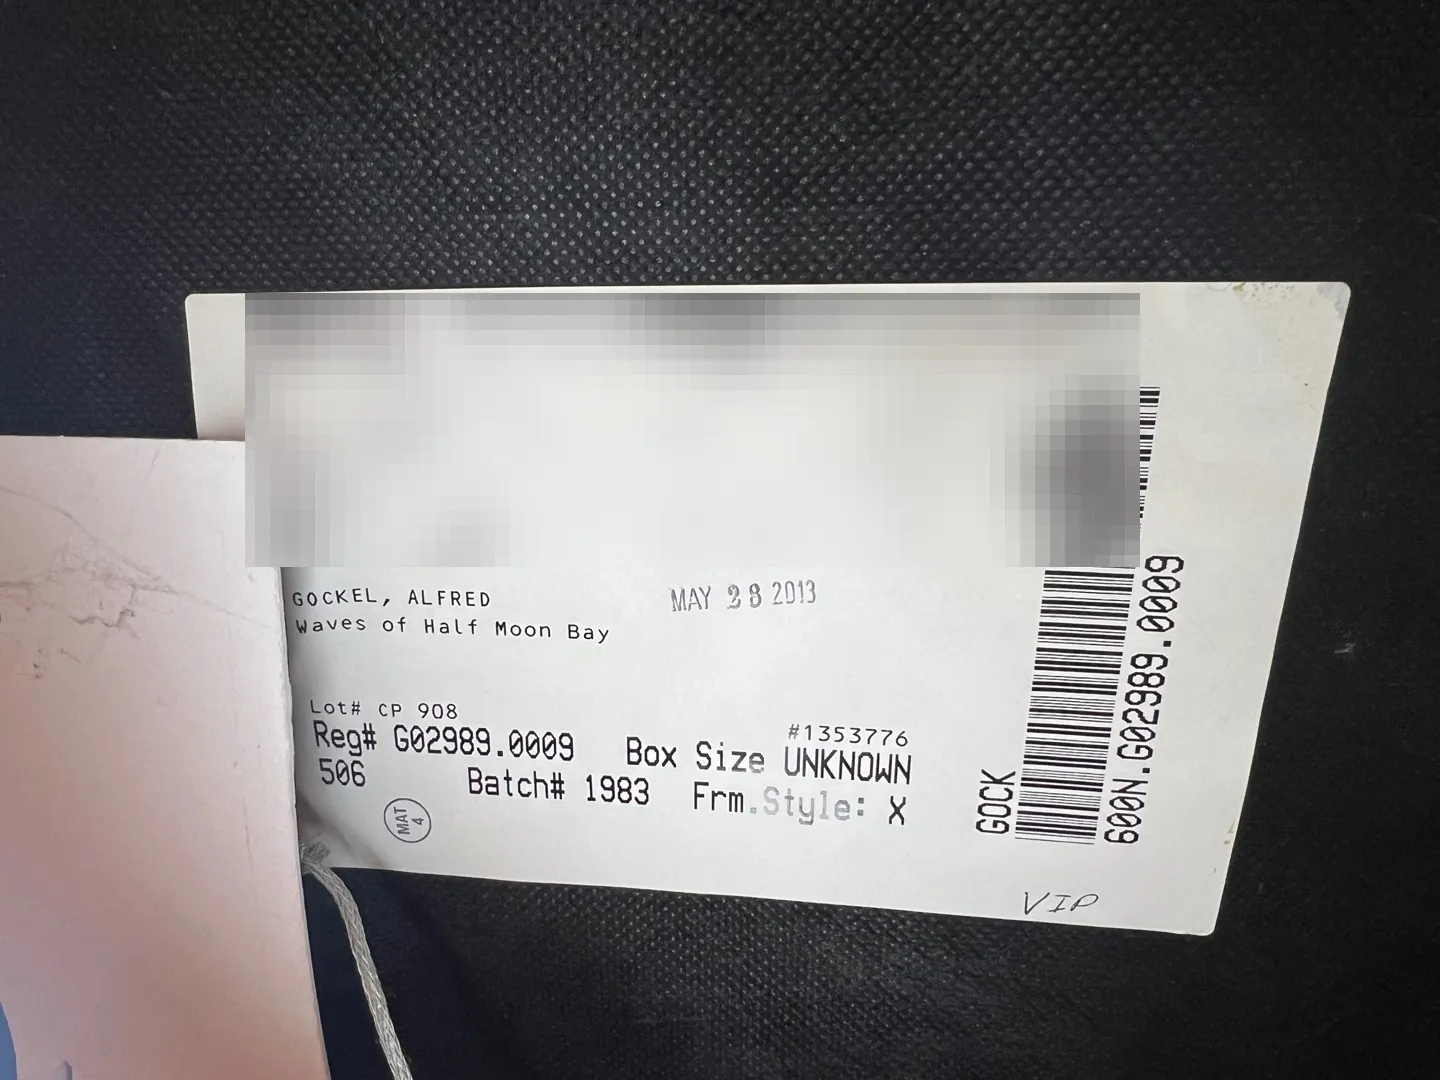 GOCKEL, ALFRED
Waves of Half Moon Bay
MAY 28 2013
Lot# CP 908
#1353776
Reg# G02989.0009
Box Size UNKNOWN
506
Batch# 1983
Frm.Style: X
MAT
4
GOCK
600N.G02989.0009
VIP